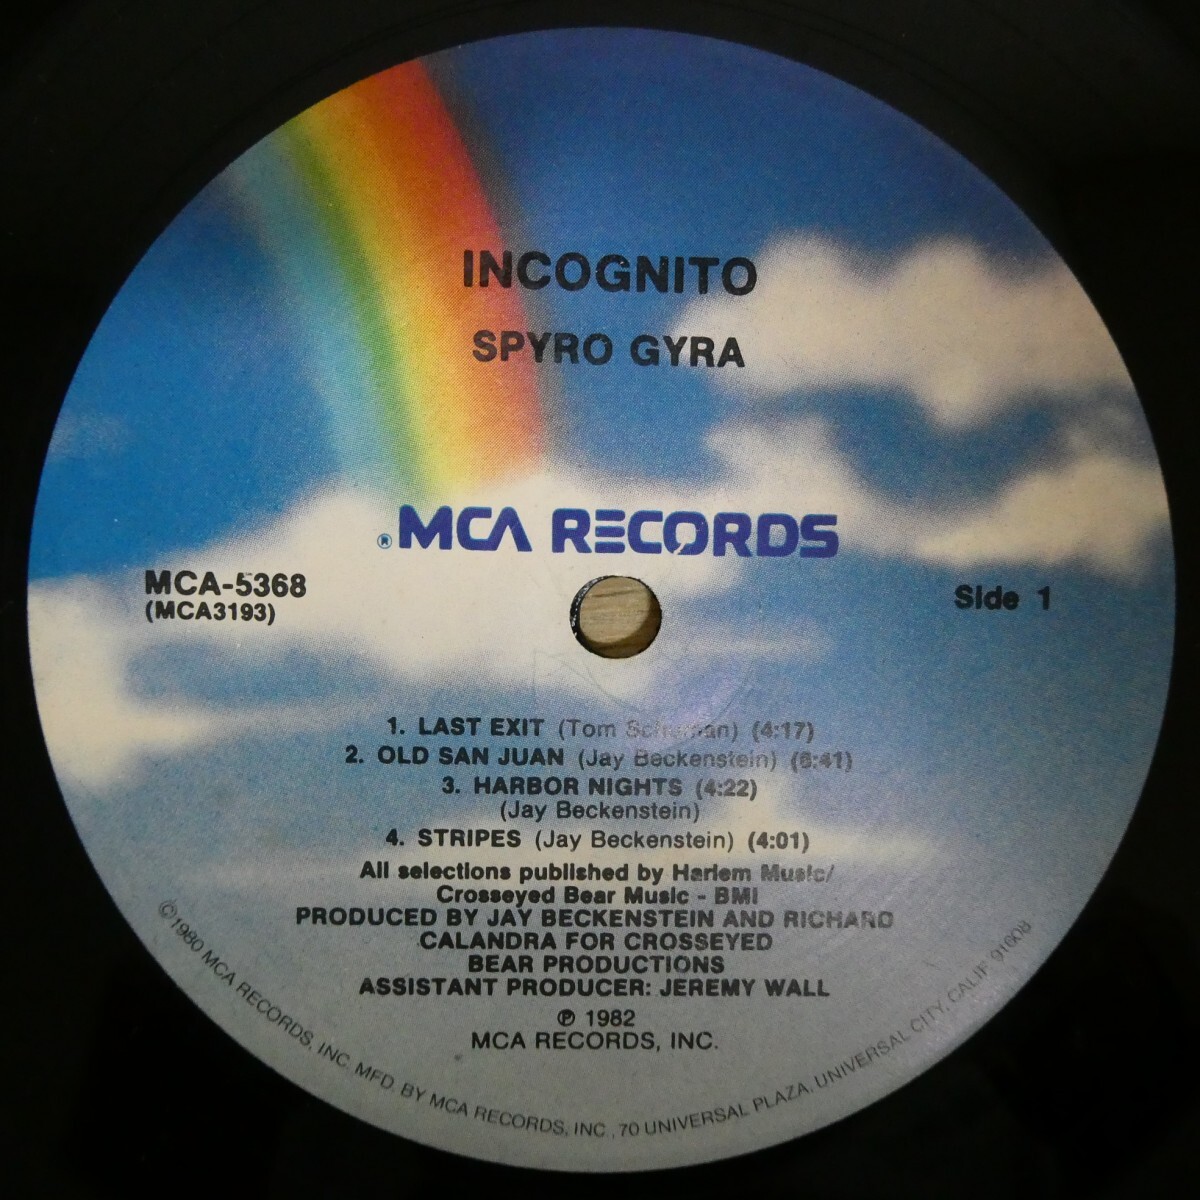 INCOGNITO
SPYRO GYRA
® MCA RECORDS
MCA-5368
(MCA3193)
Side 1
1. LAST EXIT (Tom Schuman) (4:17)
2. OLD SAN JUAN (Jay Beckenstein) (6:41)
3. HARBOR NIGHTS (4:22)
(Jay Beckenstein)
4. STRIPES (Jay Beckenstein) (4:01)
All selections published by Harlem Music/
Crosseyed Bear Music - BMI
PRODUCED BY JAY BECKENSTEIN AND RICHARD
CALANDRA FOR CROSSEYED
BEAR PRODUCTIONS
ASSISTANT PRODUCER: JEREMY WALL
℗ 1982
MCA RECORDS, INC.
©1980 MCA RECORDS, INC. MFD. BY MCA RECORDS, INC., 70 UNIVERSAL PLAZA, UNIVERSAL CITY, CALIF. 91608